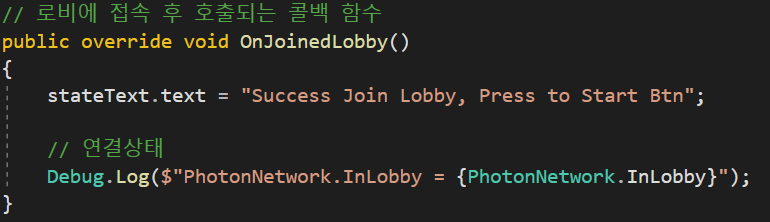 // 로비에 접속 후 호출되는 콜백 함수
public override void OnJoinedLobby()
{
stateText.text = "Success Join Lobby, Press to Start Btn";
// 연결상태
Debug.Log($"PhotonNetwork.InLobby = {PhotonNetwork.InLobby}");
}